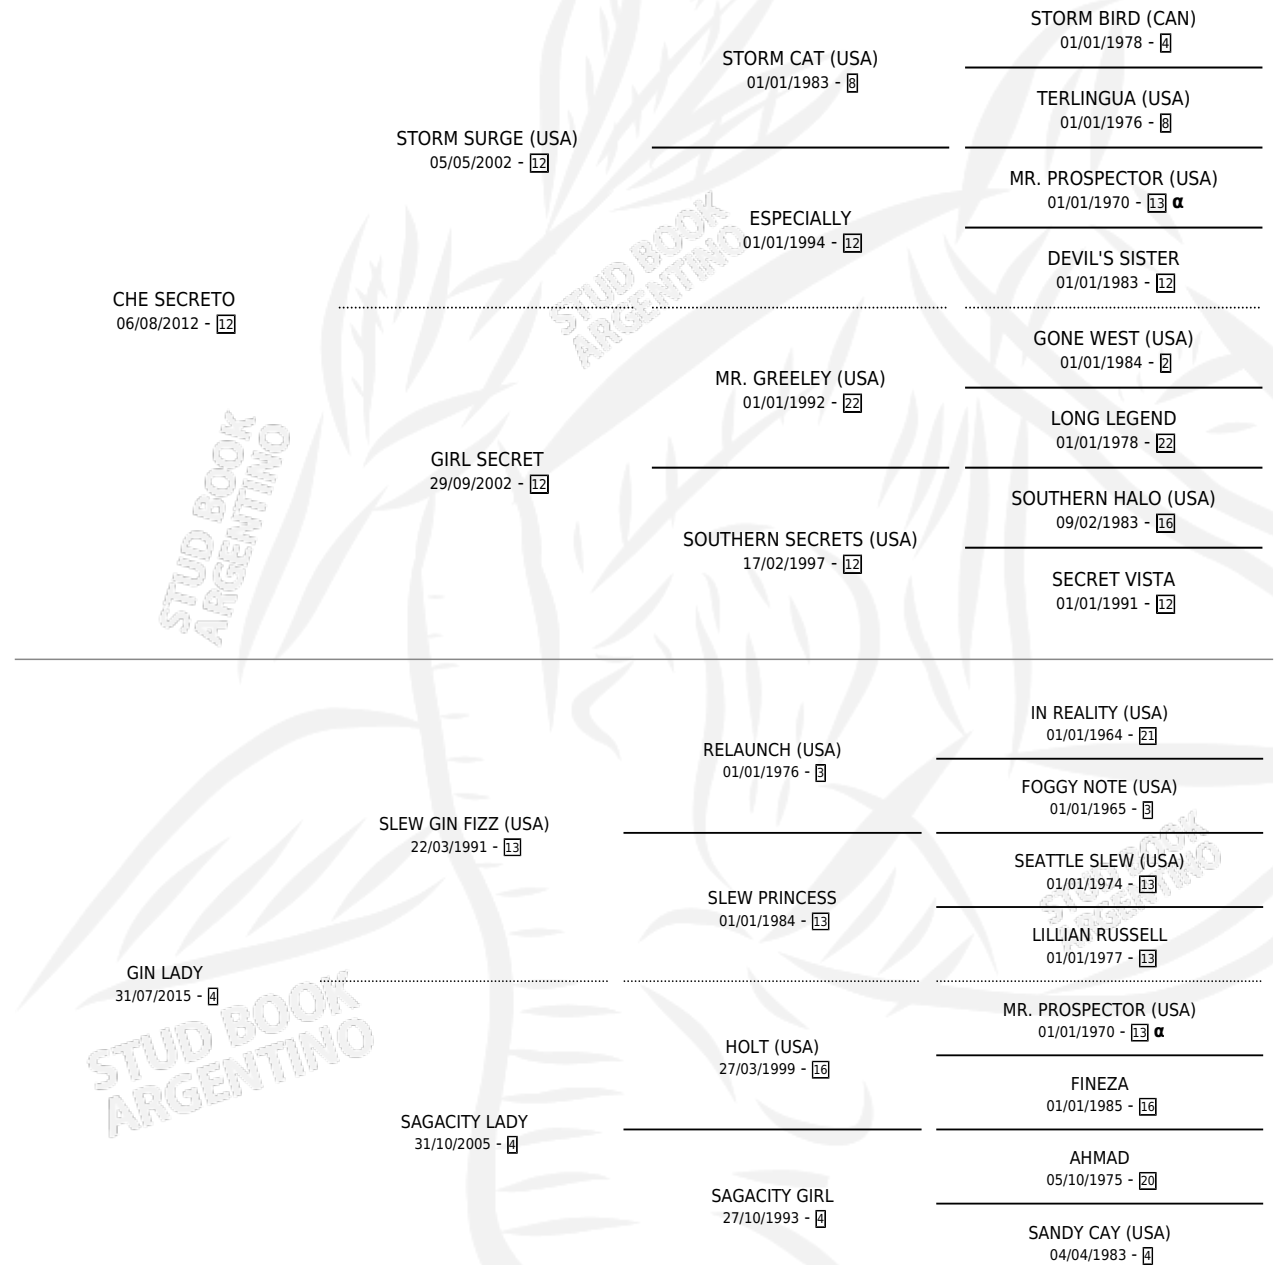 STORM BIRD (CAN)
01/01/1978 - 4
STORM CAT (USA)
01/01/1983 - 8
TERLINGUA (USA)
01/01/1976 - 8
STORM SURGE (USA)
05/05/2002 - 12
MR. PROSPECTOR (USA)
01/01/1970 - 13 α
ESPECIALLY
01/01/1994 - 12
DEVIL'S SISTER
01/01/1983 - 12
CHE SECRETO
06/08/2012 - 12
STUD BOOK
ARGENTINO
GONE WEST (USA)
01/01/1984 - 2
MR. GREELEY (USA)
01/01/1992 - 22
LONG LEGEND
01/01/1978 - 22
GIRL SECRET
29/09/2002 - 12
SOUTHERN HALO (USA)
09/02/1983 - 16
SOUTHERN SECRETS (USA)
17/02/1997 - 12
SECRET VISTA
01/01/1991 - 12
STUD BOOK
ARGENTINO
IN REALITY (USA)
01/01/1964 - 21
RELAUNCH (USA)
01/01/1976 - 3
FOGGY NOTE (USA)
01/01/1965 - 3
SLEW GIN FIZZ (USA)
22/03/1991 - 13
SEATTLE SLEW (USA)
01/01/1974 - 13
SLEW PRINCESS
01/01/1984 - 13
LILLIAN RUSSELL
01/01/1977 - 13
STUD BOOK
ARGENTINO
GIN LADY
31/07/2015 - 4
MR. PROSPECTOR (USA)
01/01/1970 - 13 α
HOLT (USA)
27/03/1999 - 16
FINEZA
01/01/1985 - 16
SAGACITY LADY
31/10/2005 - 4
AHMAD
05/10/1975 - 20
SAGACITY GIRL
27/10/1993 - 4
SANDY CAY (USA)
04/04/1983 - 4
STUD BOOK
ARGENTINO